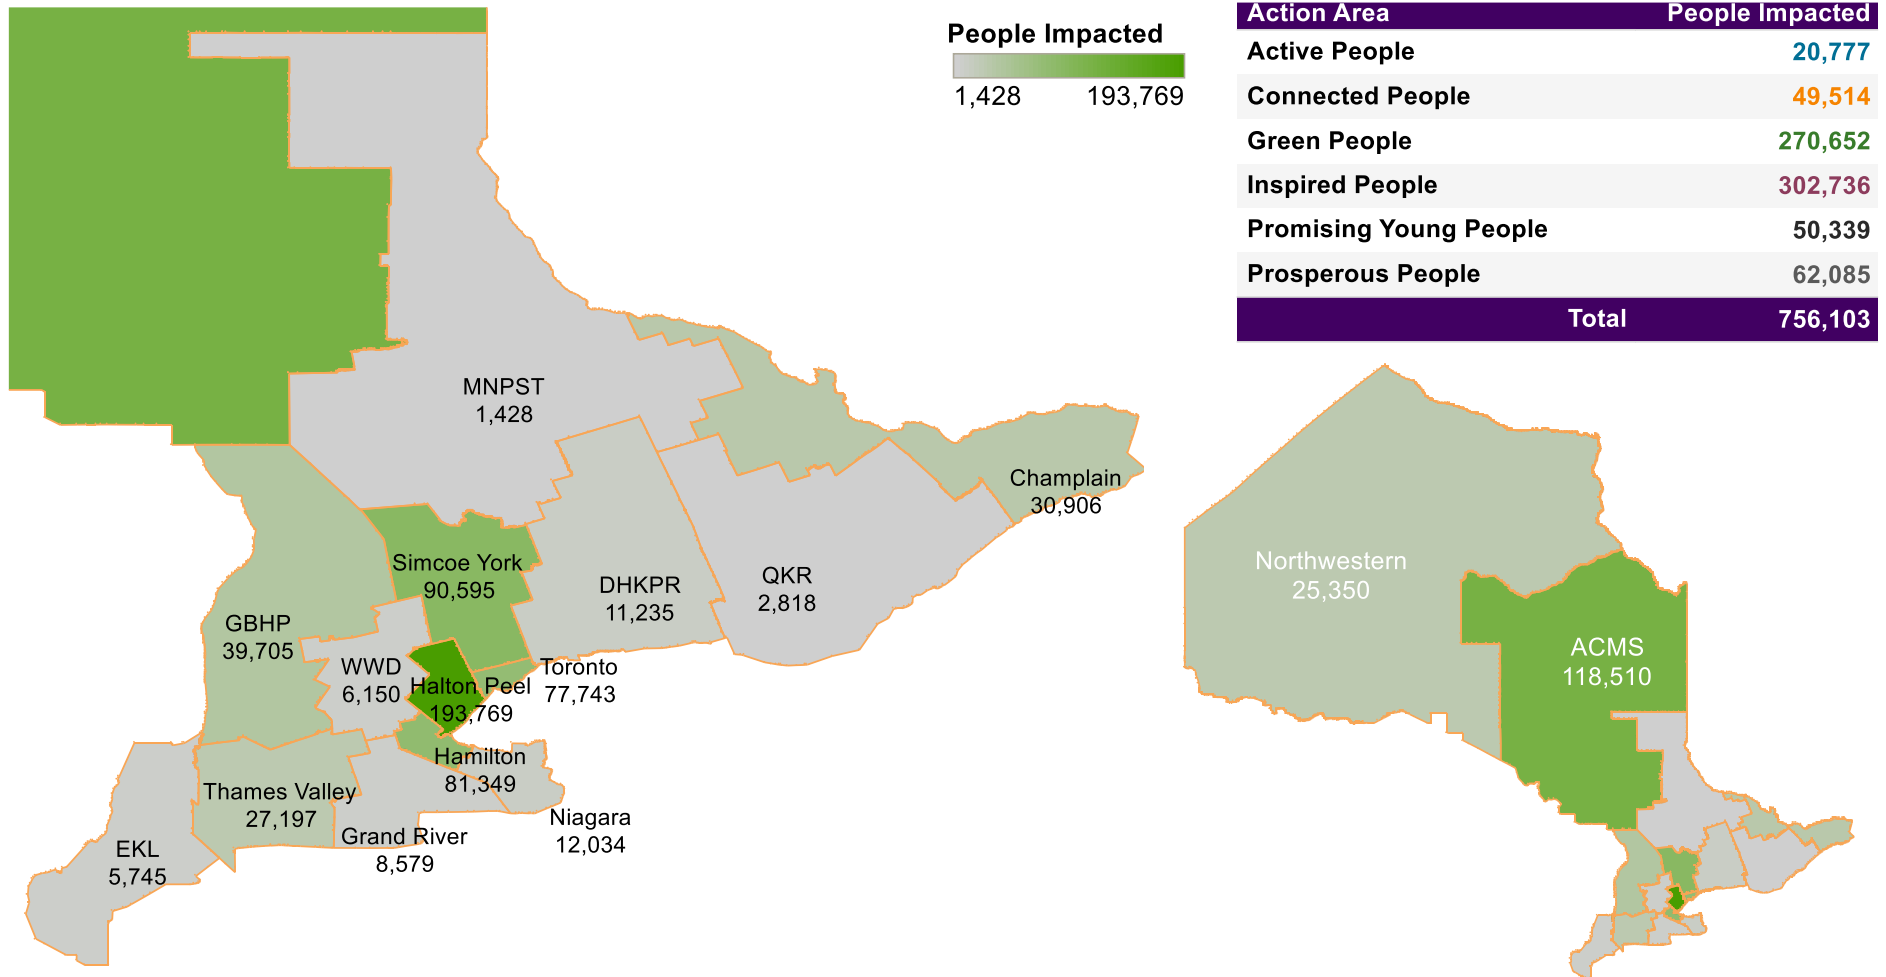 People Impacted
1,428 193,769
Action Area People Impacted
Active People 20,777
Connected People 49,514
Green People 270,652
Inspired People 302,736
Promising Young People 50,339
Prosperous People 62,085
Total 756,103
MNPST
1,428
Champlain
30,906
Simcoe York
90,595
DHKPR
11,235
QKR
2,818
GBHP
39,705
WWD
6,150
Halton Peel
193,769
Toronto
77,743
Hamilton
81,349
Thames Valley
27,197
Grand River
8,579
Niagara
12,034
EKL
5,745
Northwestern
25,350
ACMS
118,510